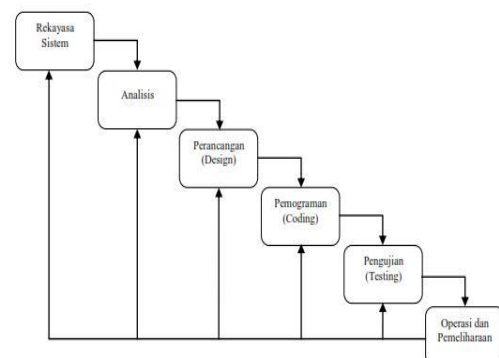 Rekayasa
Sistem
Analisis
Perancangan
(Design)
Pemograman
(Coding)
Pengujian
(Testing)
Operasi dan
Pemeliharaan